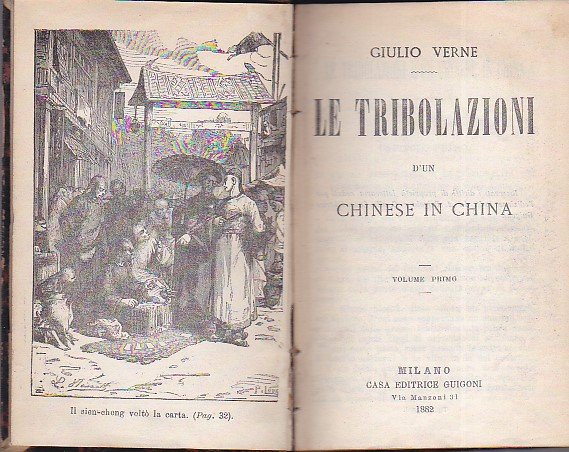 Il sien-cheng voltò la carta. (Pag. 32).
GIULIO VERNE
LE TRIBOLAZIONI
D'UN
CHINESE IN CHINA
VOLUME PRIMO
MILANO
CASA EDITRICE GUIGONI
Via Manzoni 31
1882